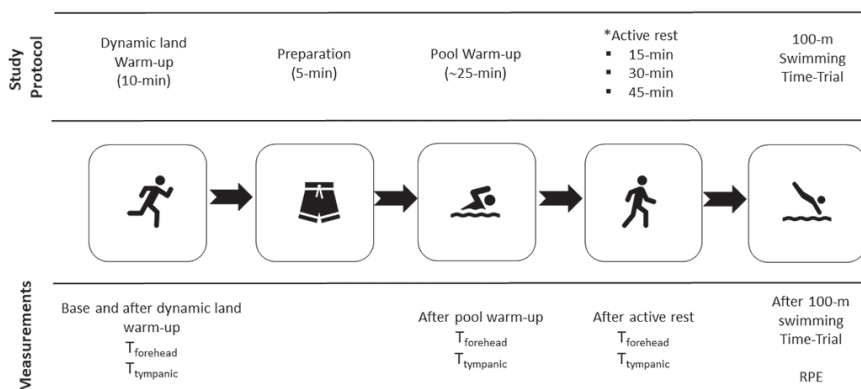 Study
Protocol
Dynamic land
Warm-up
(10-min)
Preparation
(5-min)
Pool Warm-up
(~25-min)
*Active rest
▪ 15-min
▪ 30-min
▪ 45-min
100-m
Swimming
Time-Trial
Measurements
Base and after dynamic land
warm-up
Tforehead
Ttympanic
After pool warm-up
Tforehead
Ttympanic
After active rest
Tforehead
Ttympanic
After 100-m
swimming
Time-Trial
RPE